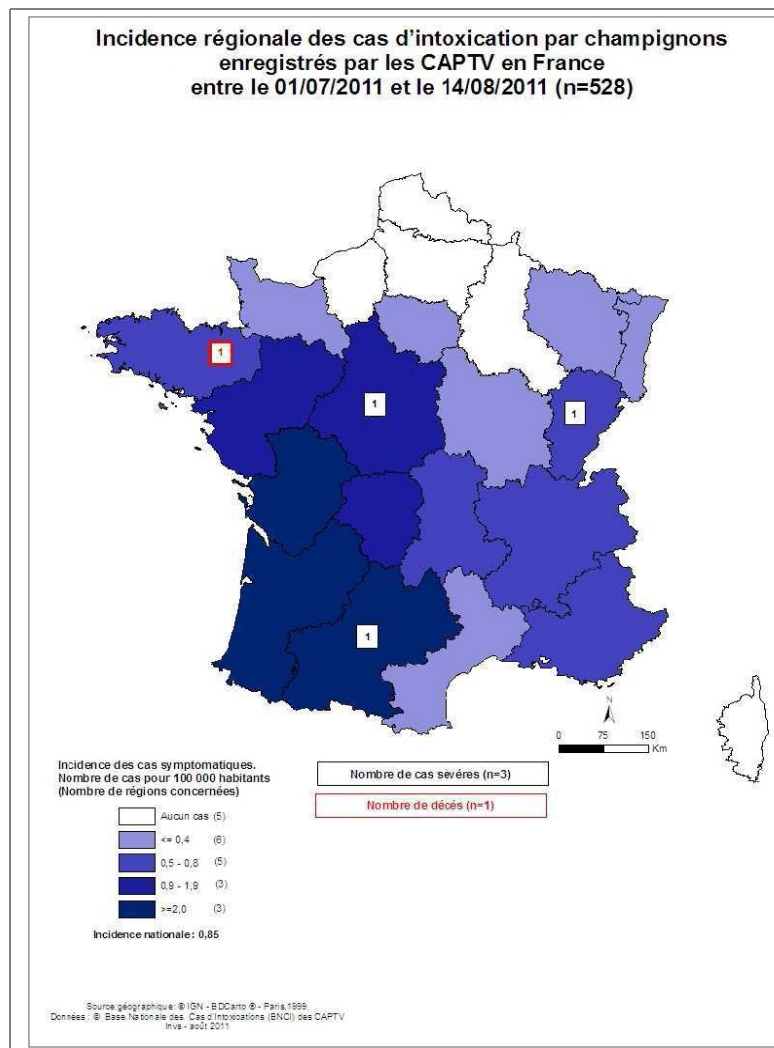 Incidence régionale des cas d'intoxication par champignons
enregistrés par les CAPTV en France
entre le 01/07/2011 et le 14/08/2011 (n=528)
1
1
1
1
N
0 75 150
Km
Incidence des cas symptomatiques.
Nombre de cas pour 100 000 habitants
(Nombre de régions concernées)
Aucun cas (5)
<= 0,4 (6)
0,5 - 0,8 (5)
0,9 - 1,9 (3)
>=2,0 (3)
Incidence nationale: 0,85
Nombre de cas sévéres (n=3)
Nombre de décés (n=1)
Source géographique: © IGN - BDCarto ® - Paris,1999
Données : © Base Nationale des Cas d'Intoxications (BNCI) des CAPTV
Invs - août 2011